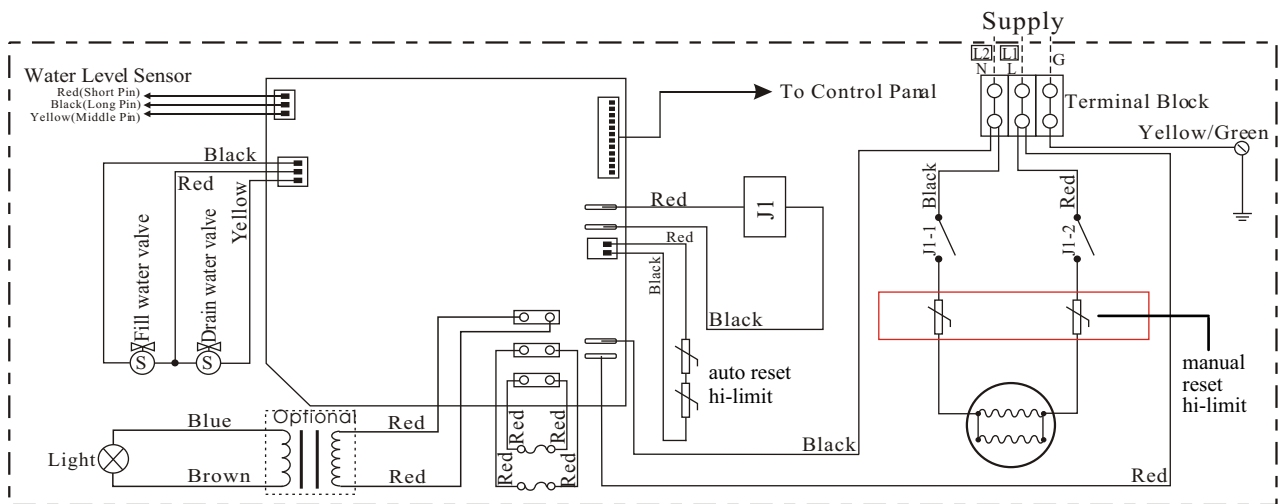 Supply
L2
L1
G
N
L
Water Level Sensor
Red(Short Pin)
Black(Long Pin)
Yellow(Middle Pin)
To Control Panal
Terminal Block
Yellow/Green
Black
Red
Yellow
Fill water valve
Drain water valve
S
S
Red
J1
Red
Black
Black
Black
Red
J1-1
J1-2
auto reset
hi-limit
manual
reset
hi-limit
Optional
Blue
Brown
Light
Red
Red
Red
Red
Red
Red
Black
Red